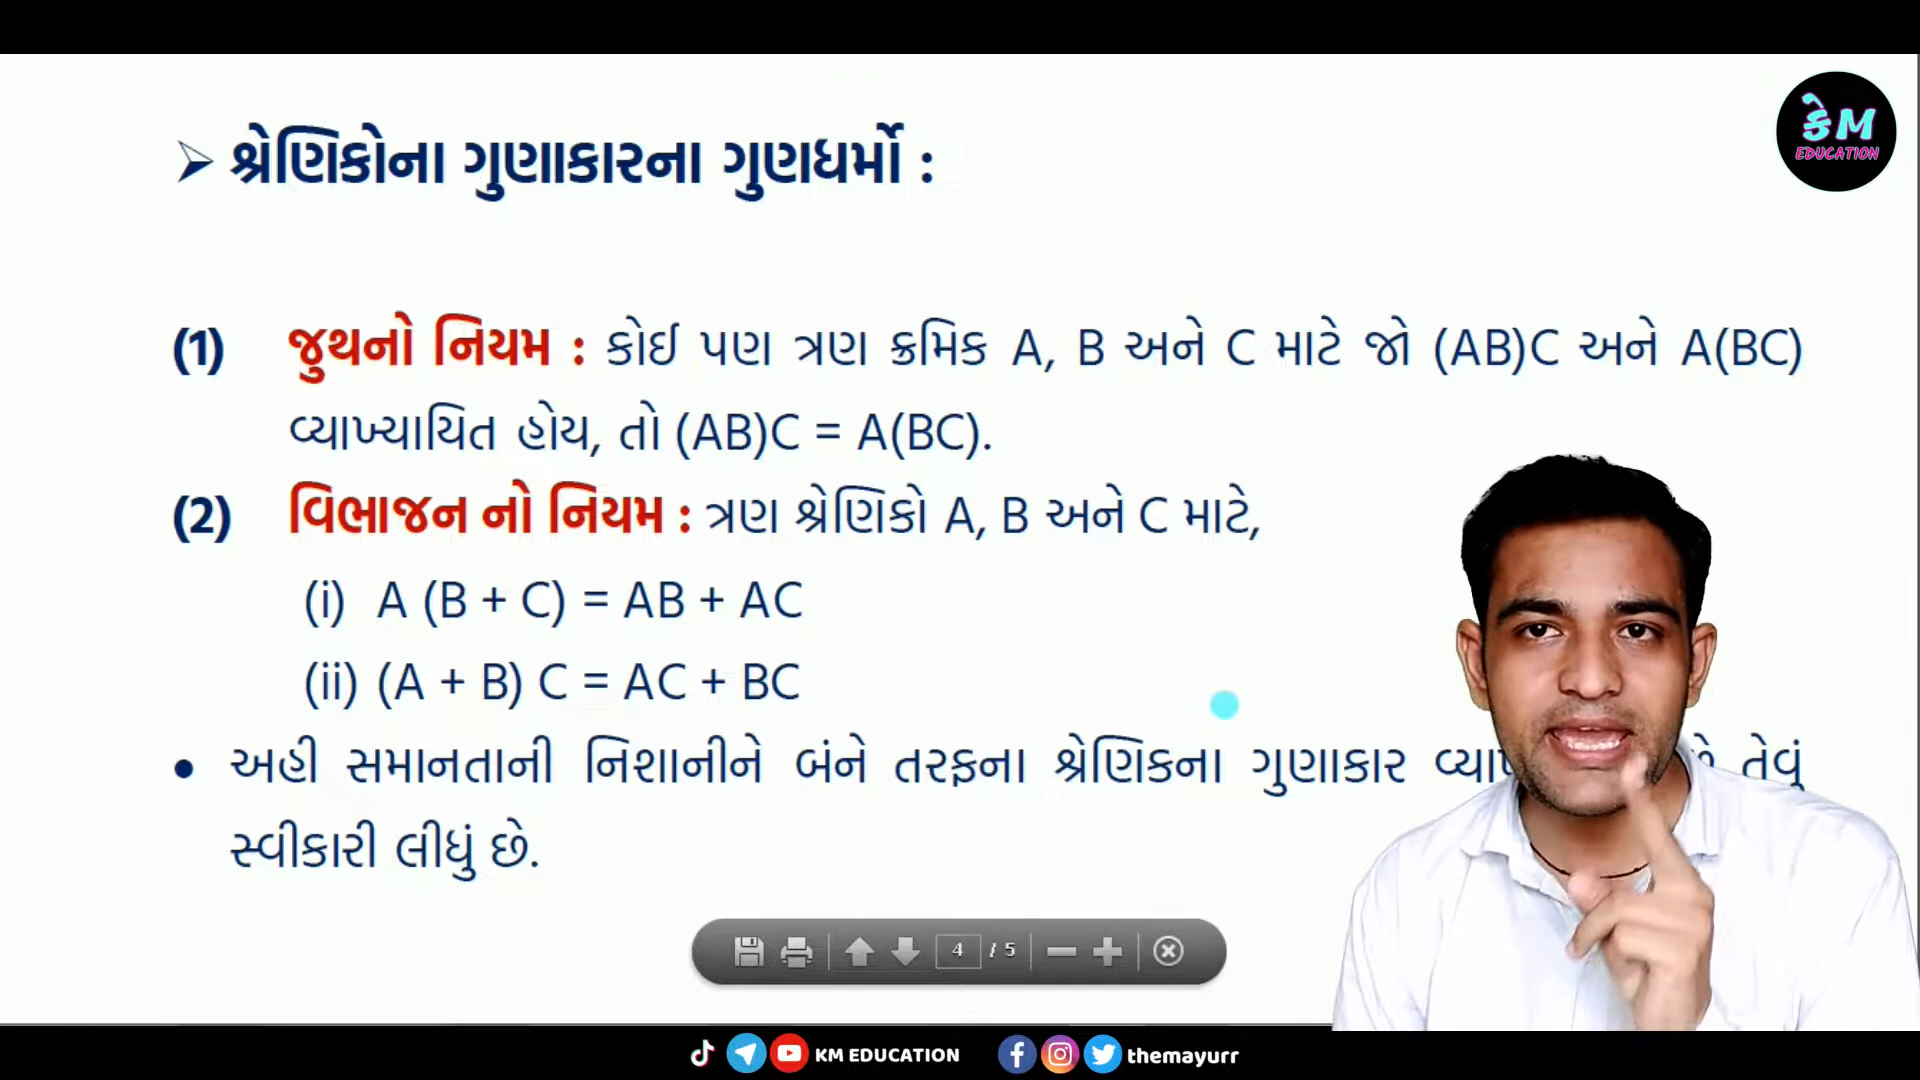 કેM
EDUCATION
➢ શ્રેણિકોના ગુણાકારના ગુણધર્મો :
(1) જુથનો નિયમ : કોઈ પણ ત્રણ ક્રમિક A, B અને C માટે જો (AB)C અને A(BC)
વ્યાખ્યાયિત હોય, તો (AB)C = A(BC).
(2) વિભાજન નો નિયમ : ત્રણ શ્રેણિકો A, B અને C માટે,
(i) A (B + C) = AB + AC
(ii) (A + B) C = AC + BC
• અહી સમાનતાની નિશાનીને બંને તરફના શ્રેણિકના ગુણાકાર છે તેવું
સ્વીકારી લીધું છે.
4 / 5
KM EDUCATION themayurr